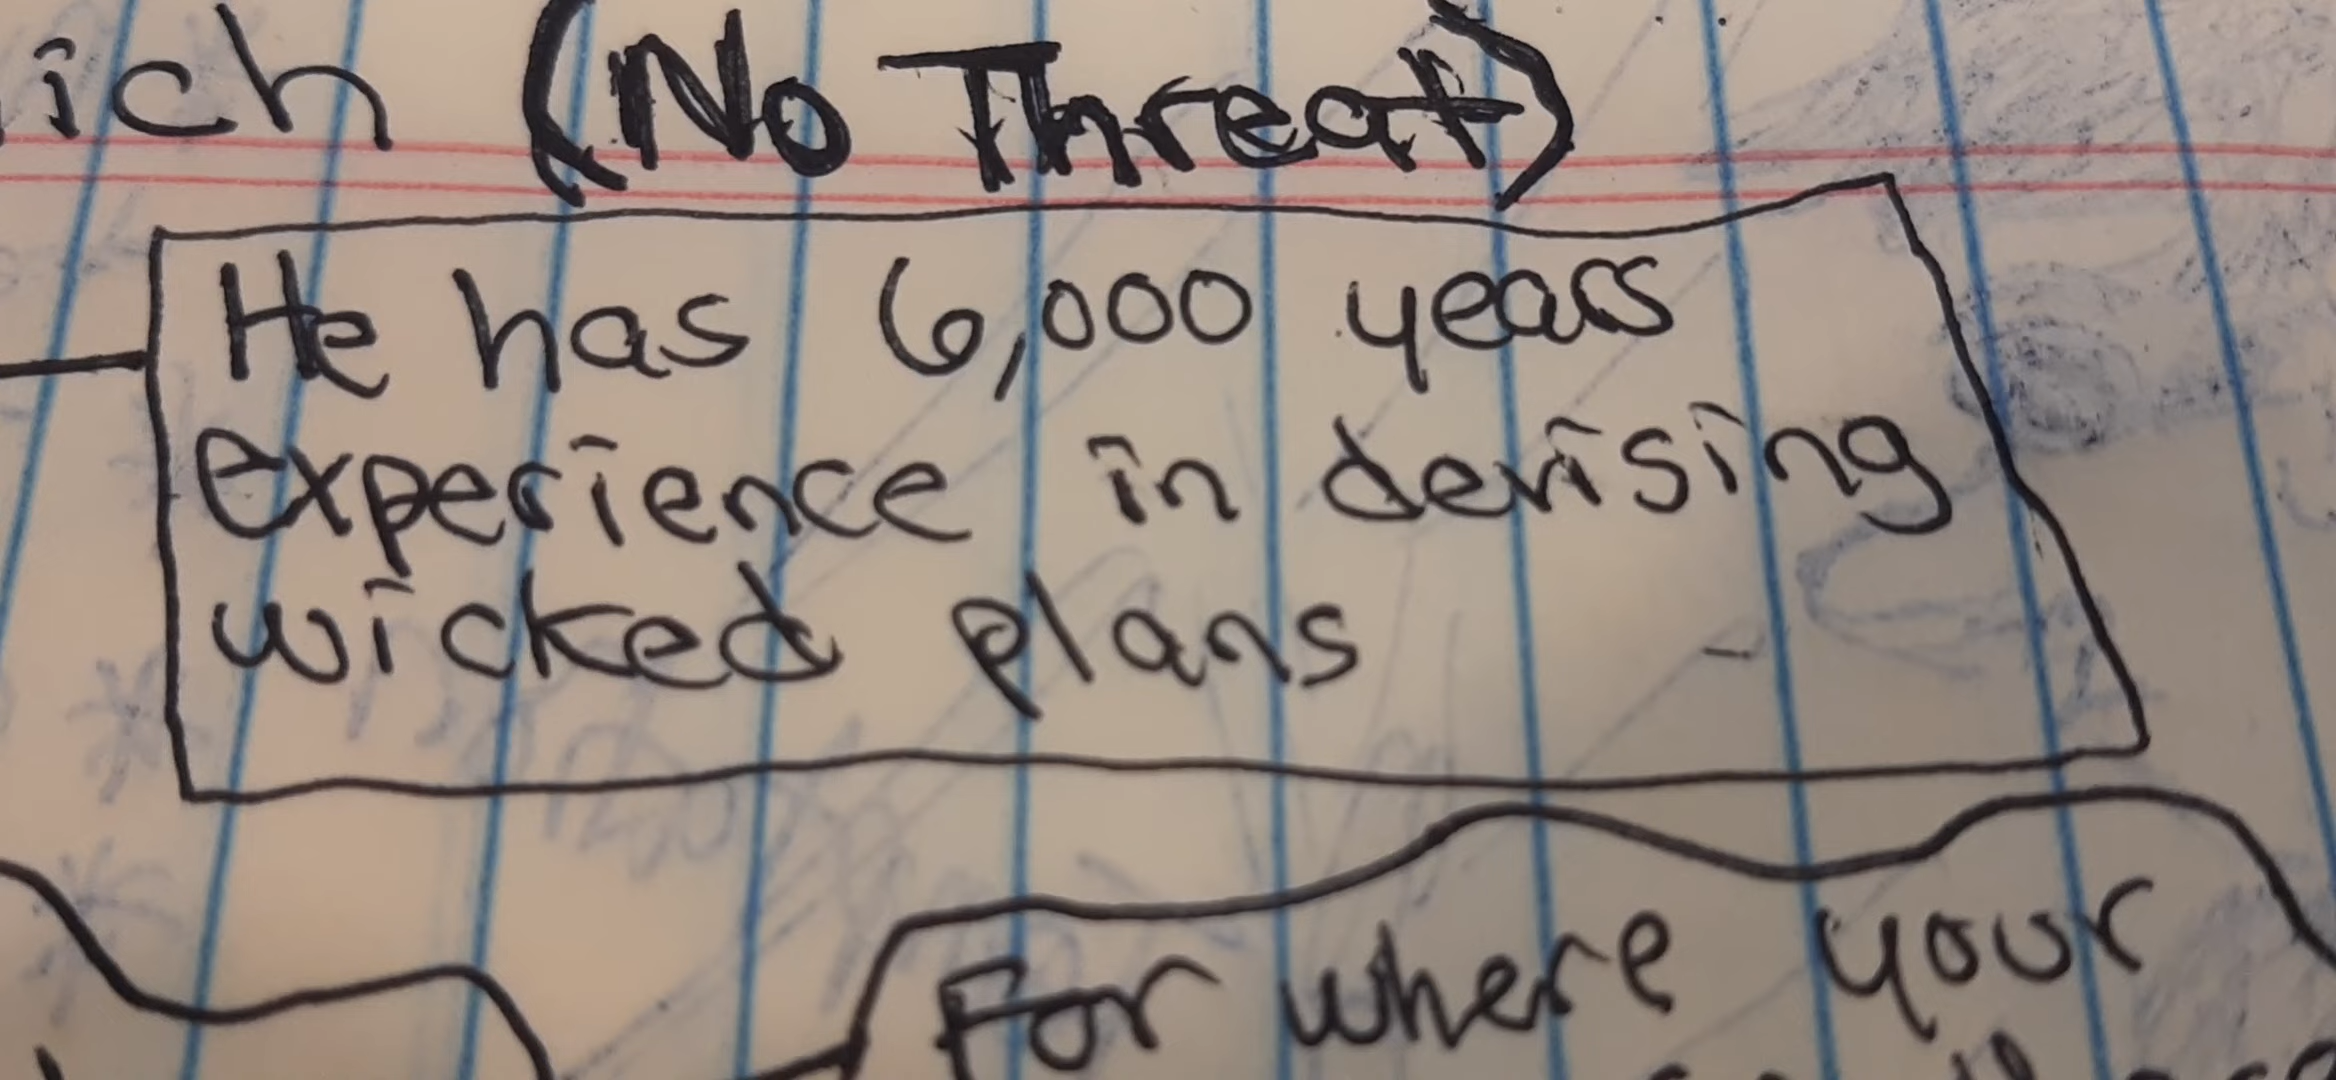 ich (No Threat)
He has 6,000 years
experience in devising
wicked plans
For where your